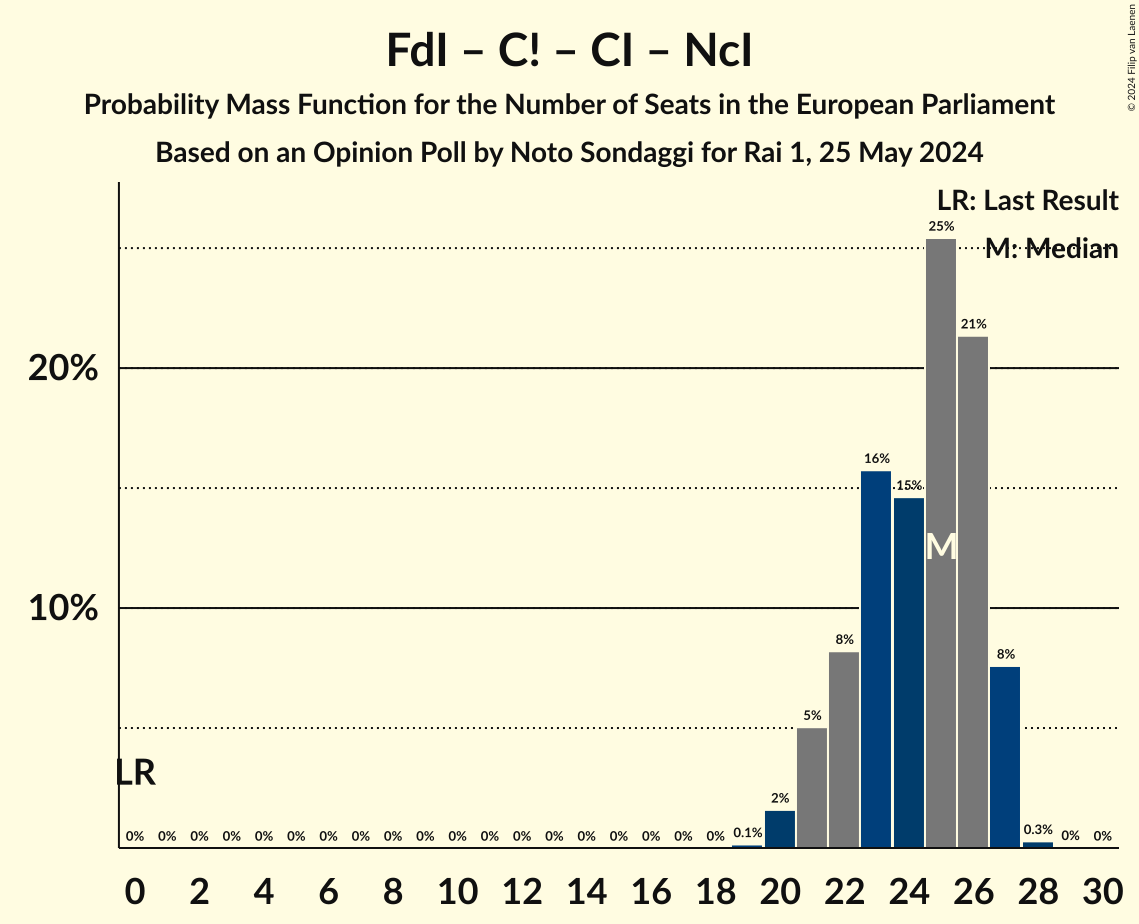 FdI – C! – CI – NcI
Probability Mass Function for the Number of Seats in the European Parliament
Based on an Opinion Poll by Noto Sondaggi for Rai 1, 25 May 2024
© 2024 Filip van Laenen
LR: Last Result
M: Median
20%
10%
LR
M
0% 0% 0% 0% 0% 0% 0% 0% 0% 0% 0% 0% 0% 0% 0% 0% 0% 0% 0% 0.1% 2% 5% 8% 16% 15% 25% 21% 8% 0.3% 0% 0%
0 2 4 6 8 10 12 14 16 18 20 22 24 26 28 30